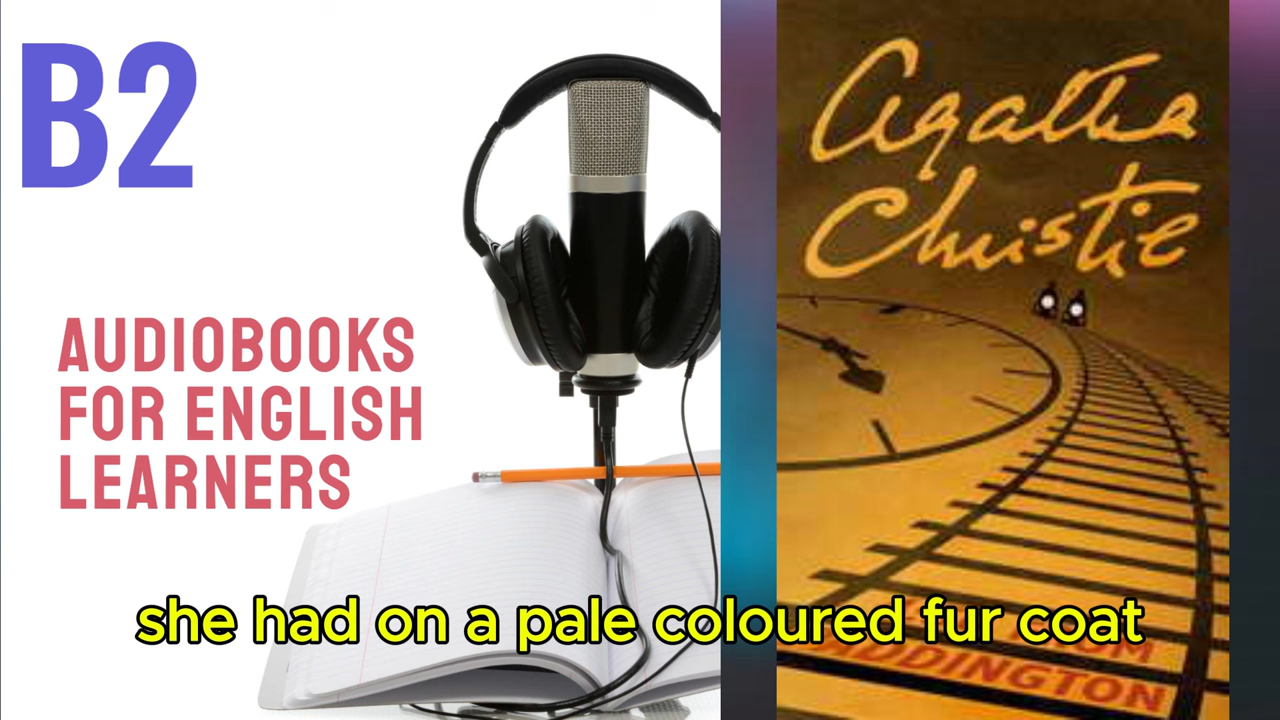 B2
AUDIOBOOKS
FOR ENGLISH
LEARNERS
Agatha
Christie
she had on a pale coloured fur coat